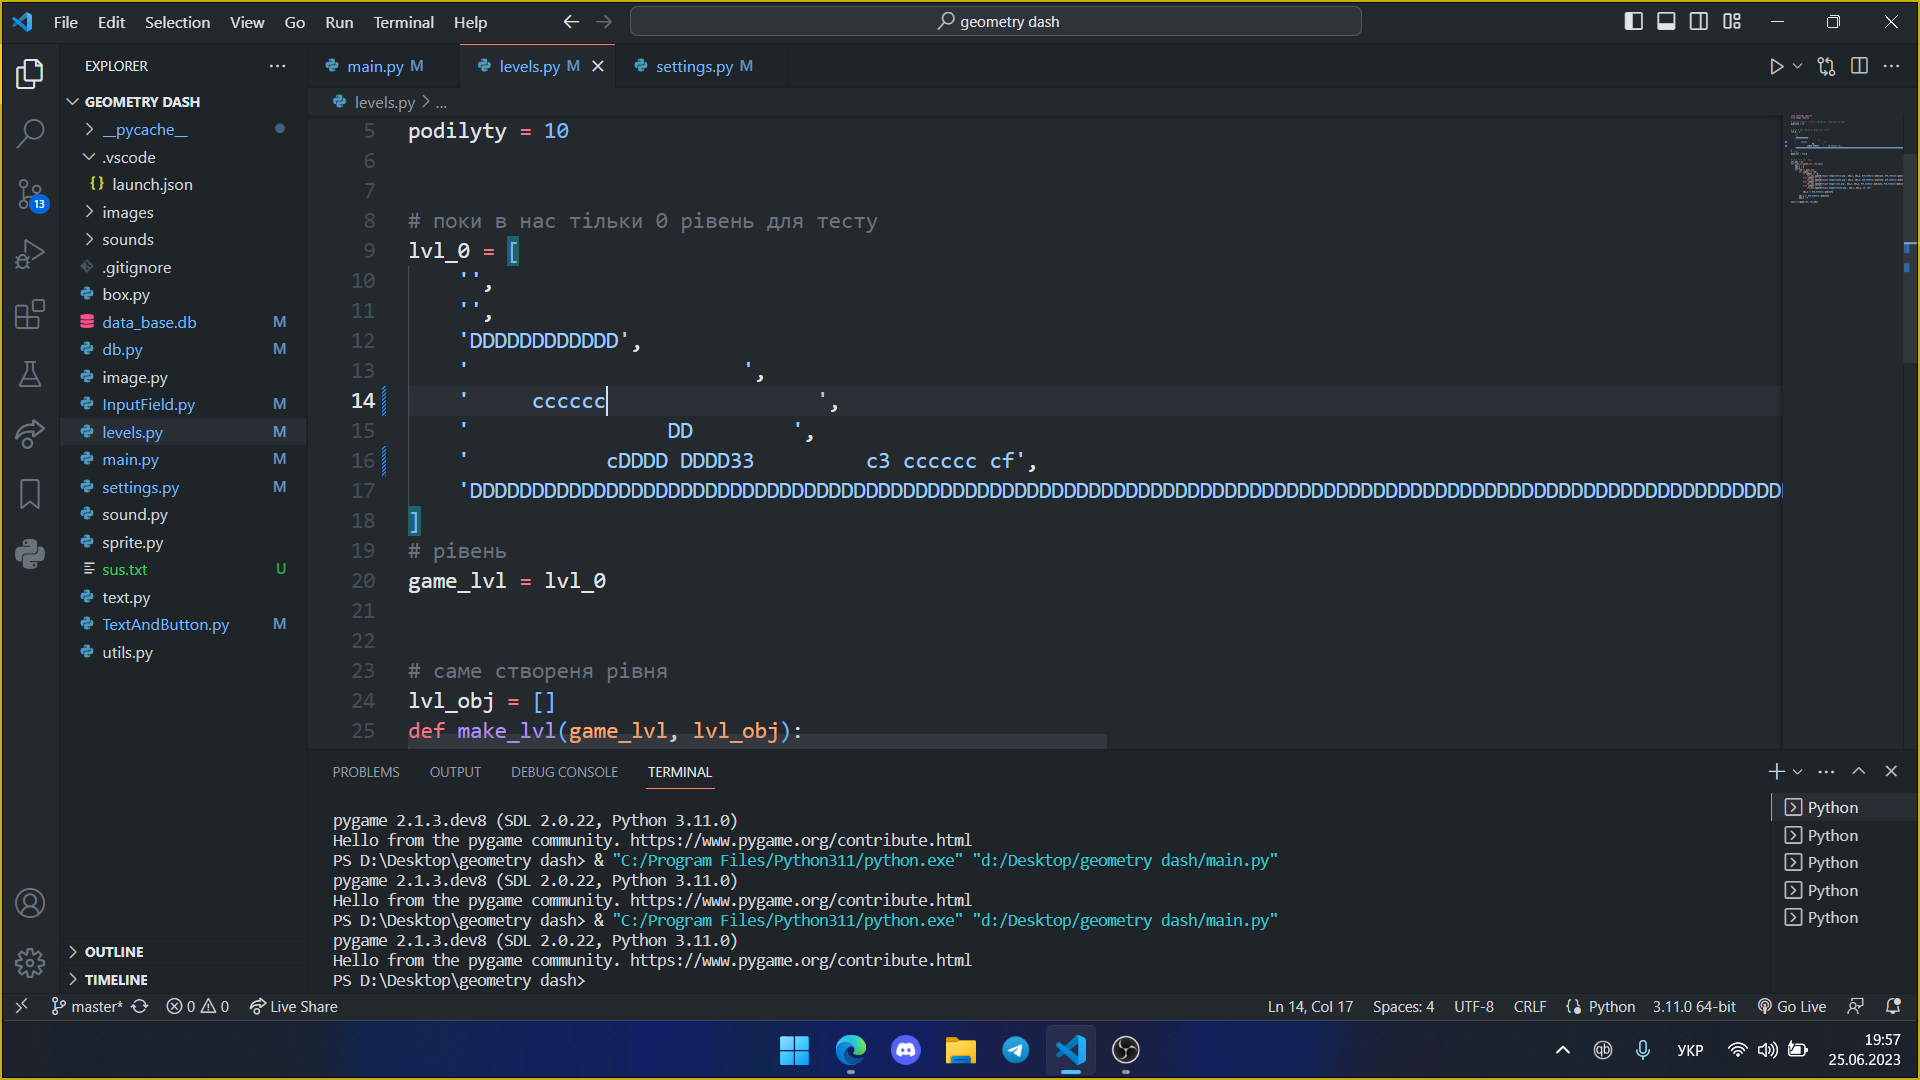 File Edit Selection View Go Run Terminal Help
geometry dash
EXPLORER
GEOMETRY DASH
__pycache__
.vscode
launch.json
images
sounds
.gitignore
box.py
data_base.db M
db.py M
image.py
InputField.py M
levels.py M
main.py M
settings.py M
sound.py
sprite.py
sus.txt U
text.py
TextAndButton.py M
utils.py
OUTLINE
TIMELINE
13
main.py M levels.py M settings.py M
levels.py > ...
5 podilyty = 10
6
7
8 # поки в нас тільки 0 рівень для тесту
9 lvl_0 = [
10 '',
11 '',
12 'DDDDDDDDDDDD',
13 '                       ',
14 '     cccccc                 ',
15 '                DD        ',
16 '           cDDDD DDDD33         c3 cccccc cf',
17
18 ]
19 # рівень
20 game_lvl = lvl_0
21
22
23 # саме створеня рівня
24 lvl_obj = []
25 def make_lvl(game_lvl, lvl_obj):
PROBLEMS OUTPUT DEBUG CONSOLE TERMINAL
pygame 2.1.3.dev8 (SDL 2.0.22, Python 3.11.0)
Hello from the pygame community. https://www.pygame.org/contribute.html
PS D:\Desktop\geometry dash> & "C:/Program Files/Python311/python.exe" "d:/Desktop/geometry dash/main.py"
pygame 2.1.3.dev8 (SDL 2.0.22, Python 3.11.0)
Hello from the pygame community. https://www.pygame.org/contribute.html
PS D:\Desktop\geometry dash> & "C:/Program Files/Python311/python.exe" "d:/Desktop/geometry dash/main.py"
pygame 2.1.3.dev8 (SDL 2.0.22, Python 3.11.0)
Hello from the pygame community. https://www.pygame.org/contribute.html
PS D:\Desktop\geometry dash>
Python
Python
Python
Python
Python
master* 0 0 Live Share
Ln 14, Col 17 Spaces: 4 UTF-8 CRLF Python 3.11.0 64-bit Go Live
qb
УКР
19:57
25.06.2023